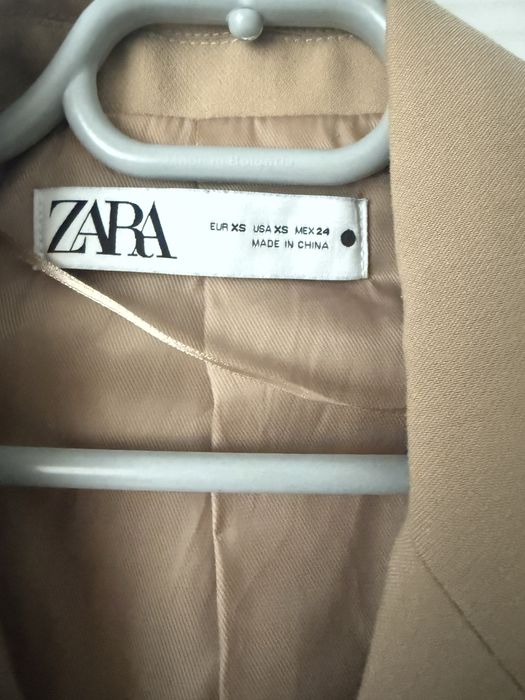 ZARA
EUR XS USA XS MEX 24
MADE IN CHINA